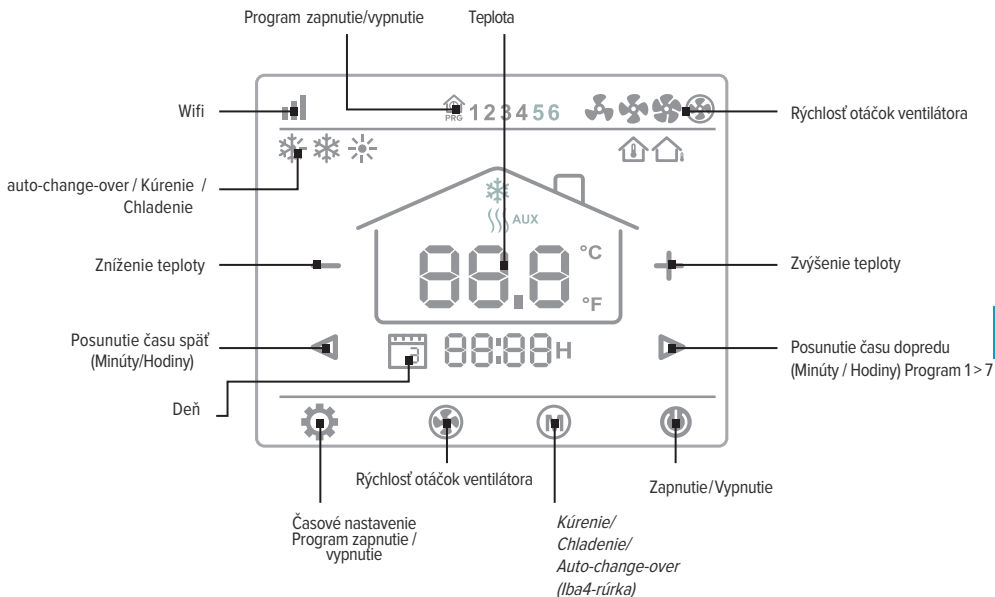 Program zapnutie/vypnutie
Teplota
Wifi
PRG 1 2 3 4 5 6
Rýchlosť otáčok ventilátora
auto-change-over / Kúrenie /
Chladenie
AUX
Zníženie teploty
88.8 °C
°F
Zvýšenie teploty
Posunutie času späť
(Minúty/Hodiny)
3
88:88 H
Posunutie času dopredu
(Minúty / Hodiny) Program 1 > 7
Deň
M
Rýchlosť otáčok ventilátora
Zapnutie/Vypnutie
Časové nastavenie
Program zapnutie /
vypnutie
Kúrenie/
Chladenie/
Auto-change-over
(Iba4-rúrka)